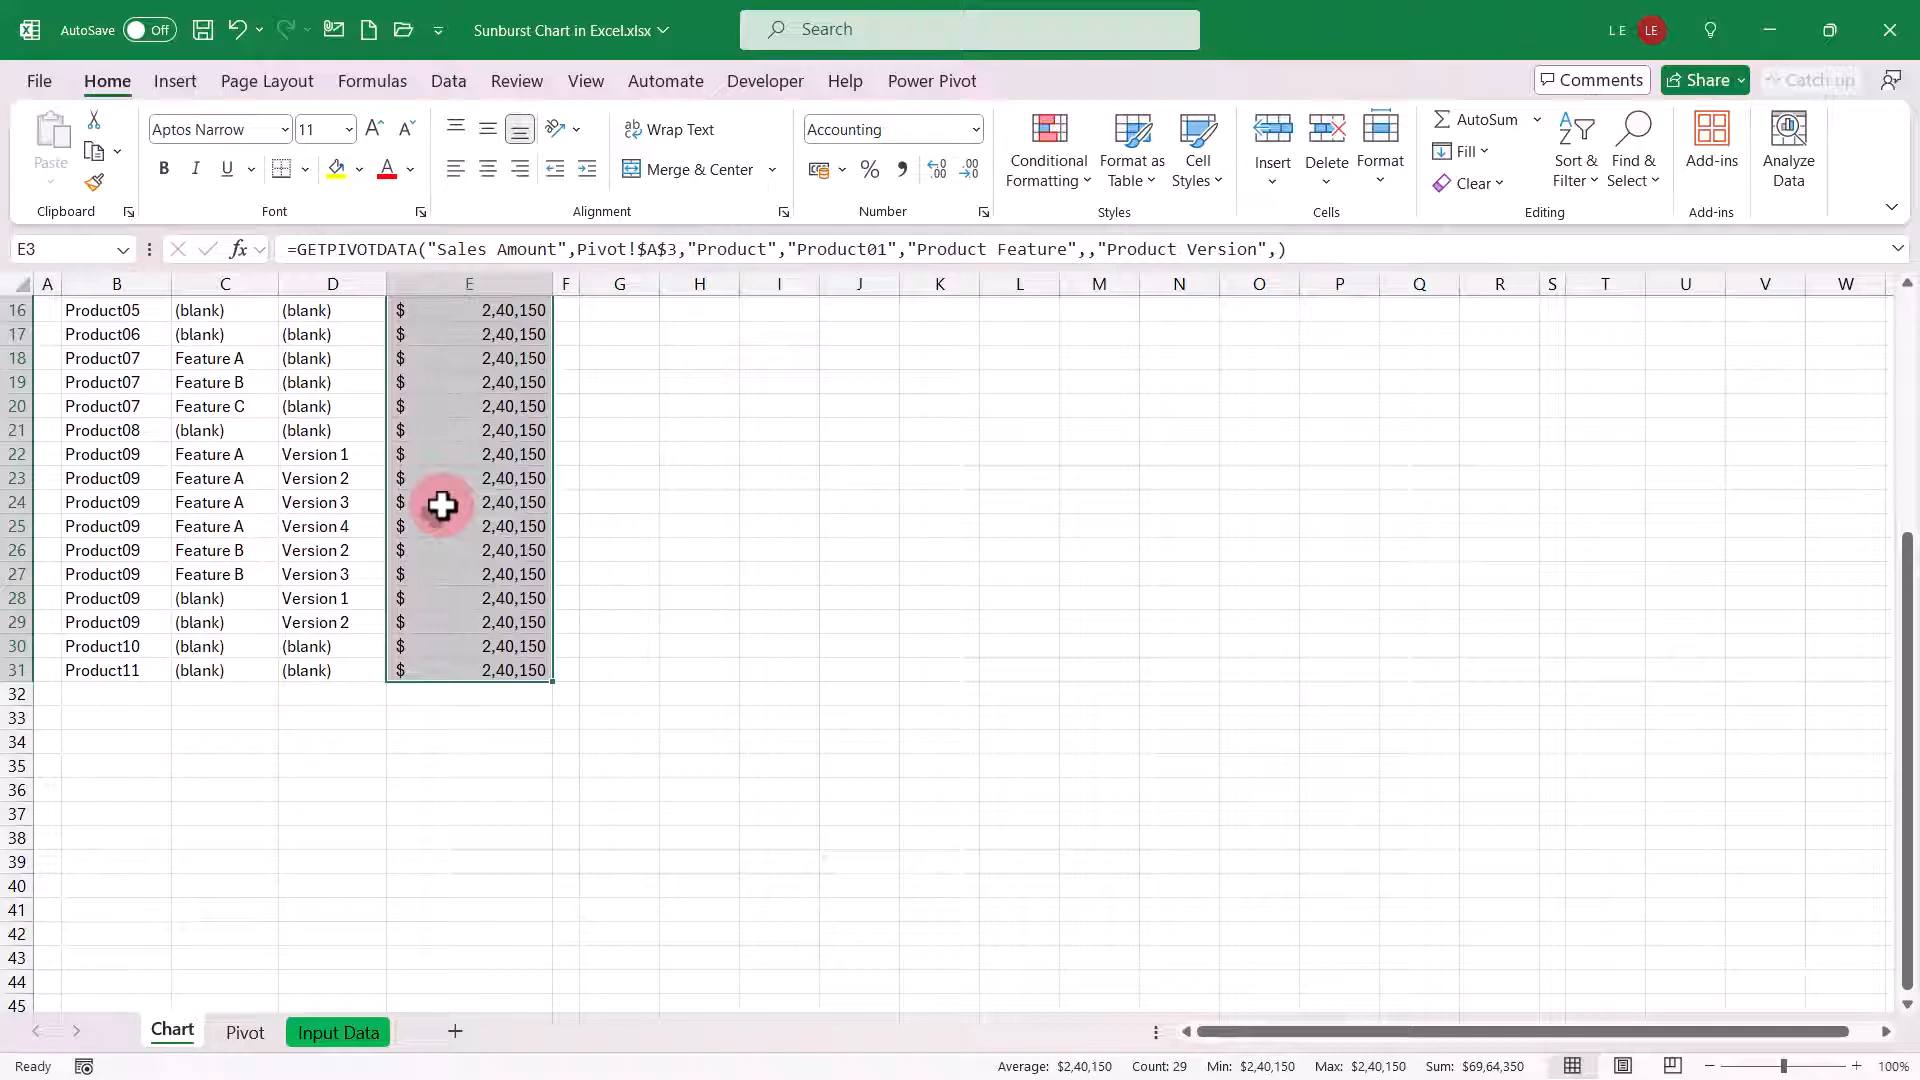 AutoSave Off Sunburst Chart in Excel.xlsx Search L E LE
File Home Insert Page Layout Formulas Data Review View Automate Developer Help Power Pivot Comments Share Catch up
Paste Aptos Narrow 11 Wrap Text Accounting Conditional Formatting Format as Table Cell Styles Insert Delete Format AutoSum Sort & Filter Find & Select Add-ins Analyze Data
B I U Merge & Center % Fill
Clear
Clipboard Font Alignment Number Styles Cells Editing Add-ins
E3 fx =GETPIVOTDATA("Sales Amount",Pivot!$A$3,"Product","Product01","Product Feature",,"Product Version",)
A B C D E F G H I J K L M N O P Q R S T U V W
16 Product05 (blank) (blank) $ 2,40,150
17 Product06 (blank) (blank) $ 2,40,150
18 Product07 Feature A (blank) $ 2,40,150
19 Product07 Feature B (blank) $ 2,40,150
20 Product07 Feature C (blank) $ 2,40,150
21 Product08 (blank) (blank) $ 2,40,150
22 Product09 Feature A Version 1 $ 2,40,150
23 Product09 Feature A Version 2 $ 2,40,150
24 Product09 Feature A Version 3 $ 2,40,150
25 Product09 Feature A Version 4 $ 2,40,150
26 Product09 Feature B Version 2 $ 2,40,150
27 Product09 Feature B Version 3 $ 2,40,150
28 Product09 (blank) Version 1 $ 2,40,150
29 Product09 (blank) Version 2 $ 2,40,150
30 Product10 (blank) (blank) $ 2,40,150
31 Product11 (blank) (blank) $ 2,40,150
32
33
34
35
36
37
38
39
40
41
42
43
44
45
Chart Pivot Input Data
Ready Average: $2,40,150 Count: 29 Min: $2,40,150 Max: $2,40,150 Sum: $69,64,350 100%